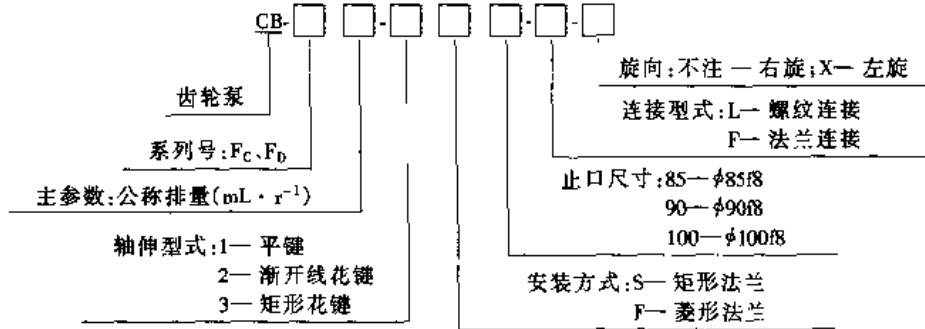 CB-□ □-□ □ □-□-□
旋向:不注 — 右旋;X— 左旋
齿轮泵
连接型式:L— 螺纹连接
F— 法兰连接
系列号:F_C、F_D
止口尺寸:85—ϕ85f8
90—ϕ90f8
100—ϕ100f8
主参数:公称排量(mL·r⁻¹)
轴伸型式:1— 平键
2— 渐开线花键
3— 矩形花键
安装方式:S— 矩形法兰
F— 菱形法兰